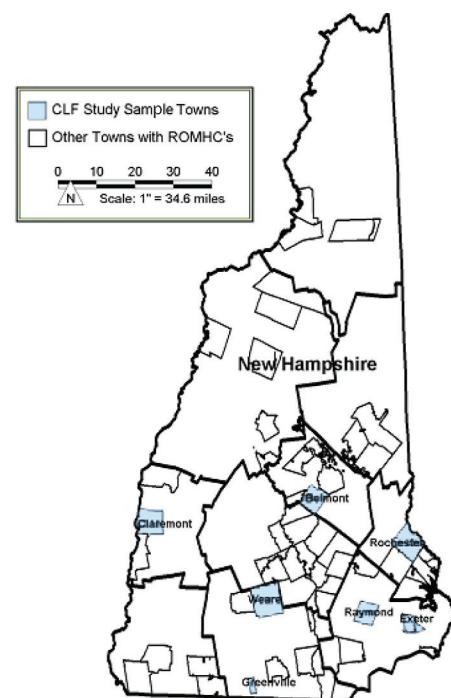 CLF Study Sample Towns
Other Towns with ROMHC's
0 10 20 30 40
N
Scale: 1" = 34.6 miles
New Hampshire
Belmont
Claremont
Rochester
Weare
Raymond
Exeter
Greenville